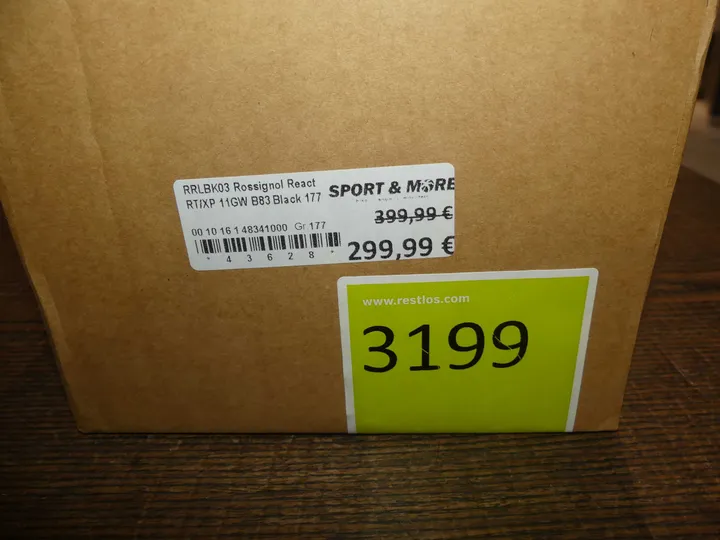 RRLBK03 Rossignol React
RT/XP 11GW B83 Black 177
00 10 16 1 48341000 Gr 177
* 4 3 6 2 8 *
SPORT & MORE
399,99 €
299,99 €
www.restlos.com
3199